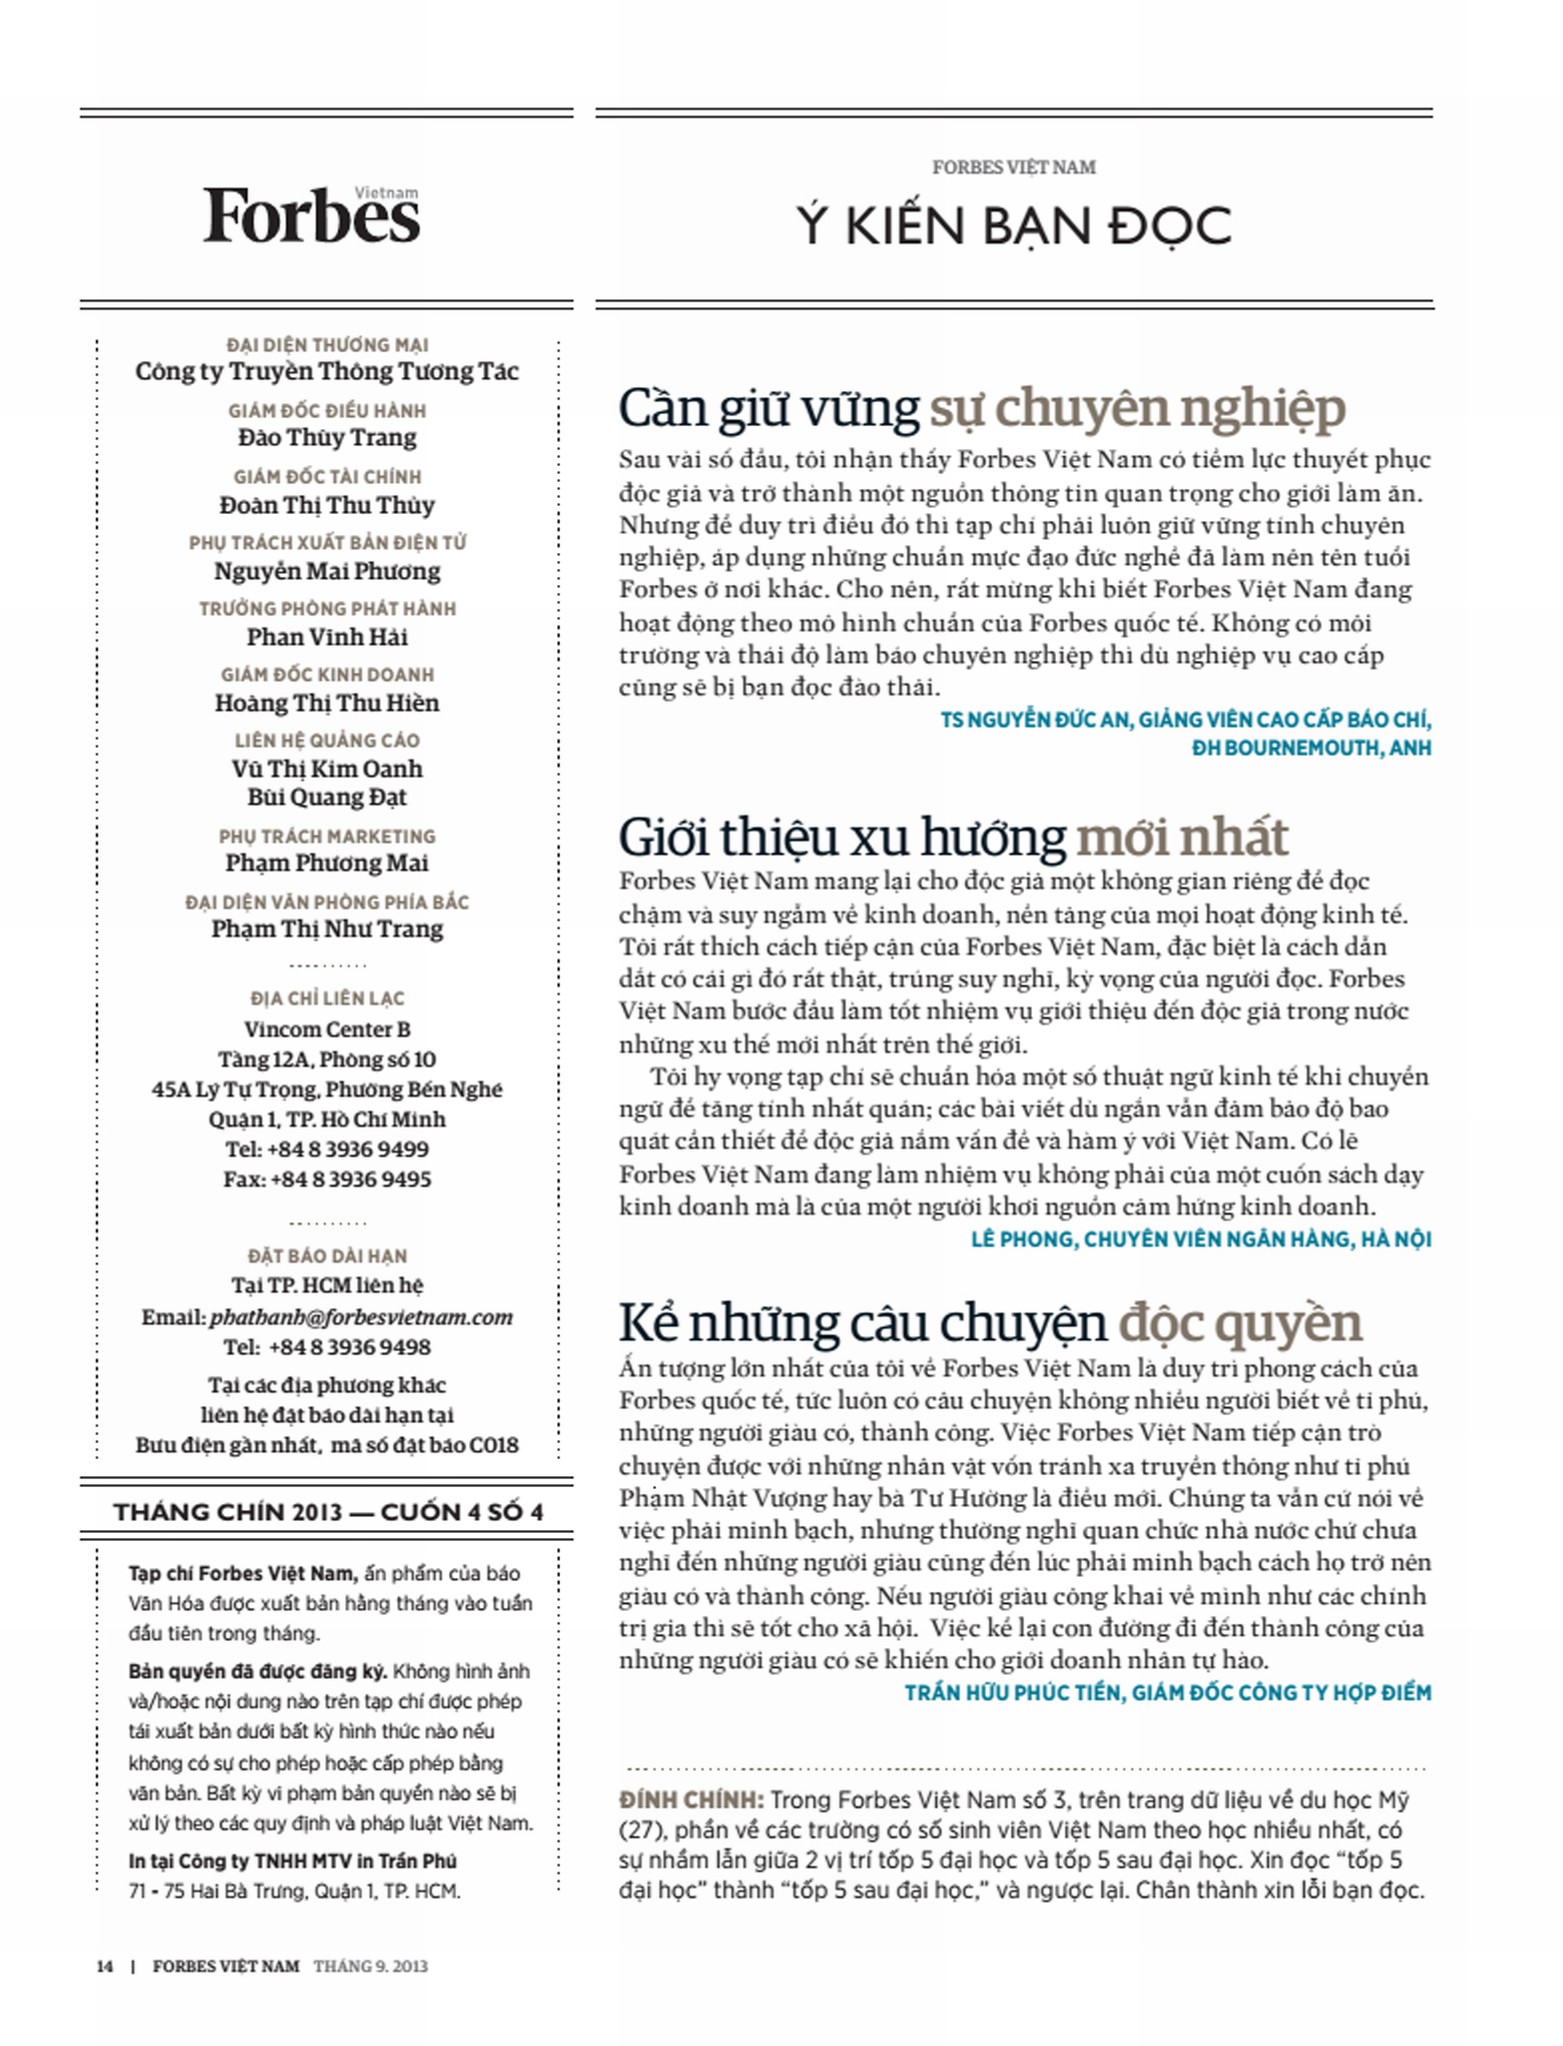 Forbes
Vietnam
ĐẠI DIỆN THƯƠNG MẠI
Công ty Truyền Thông Tương Tác
GIÁM ĐỐC ĐIỀU HÀNH
Đào Thùy Trang
GIÁM ĐỐC TÀI CHÍNH
Đoàn Thị Thu Thủy
PHỤ TRÁCH XUẤT BẢN ĐIỆN TỬ
Nguyễn Mai Phương
TRƯỞNG PHÒNG PHÁT HÀNH
Phan Vinh Hải
GIÁM ĐỐC KINH DOANH
Hoàng Thị Thu Hiền
LIÊN HỆ QUẢNG CÁO
Vũ Thị Kim Oanh
Bùi Quang Đạt
PHỤ TRÁCH MARKETING
Phạm Phương Mai
ĐẠI DIỆN VĂN PHÒNG PHÍA BẮC
Phạm Thị Như Trang
ĐỊA CHỈ LIÊN LẠC
Vincom Center B
Tầng 12A, Phòng số 10
45A Lý Tự Trọng, Phường Bến Nghé
Quận 1, TP. Hồ Chí Minh
Tel: +84 8 3936 9499
Fax: +84 8 3936 9495
ĐẶT BÁO DÀI HẠN
Tại TP. HCM liên hệ
Email: phathanh@forbesvietnam.com
Tel: +84 8 3936 9498
Tại các địa phương khác
liên hệ đặt báo dài hạn tại
Bưu điện gần nhất, mã số đặt báo C018
THÁNG CHÍN 2013 — CUỐN 4 SỐ 4
Tạp chí Forbes Việt Nam, ấn phẩm của báo
Văn Hóa được xuất bản hằng tháng vào tuần
đầu tiên trong tháng.
Bản quyền đã được đăng ký. Không hình ảnh
và/hoặc nội dung nào trên tạp chí được phép
tái xuất bản dưới bất kỳ hình thức nào nếu
không có sự cho phép hoặc cấp phép bằng
văn bản. Bất kỳ vi phạm bản quyền nào sẽ bị
xử lý theo các quy định và pháp luật Việt Nam.
In tại Công ty TNHH MTV in Trần Phú
71 - 75 Hai Bà Trưng, Quận 1, TP. HCM.
FORBES VIỆT NAM
Ý KIẾN BẠN ĐỌC
Cần giữ vững sự chuyên nghiệp
Sau vài số đầu, tôi nhận thấy Forbes Việt Nam có tiềm lực thuyết phục
độc giả và trở thành một nguồn thông tin quan trọng cho giới làm ăn.
Nhưng để duy trì điều đó thì tạp chí phải luôn giữ vững tính chuyên
nghiệp, áp dụng những chuẩn mực đạo đức nghề đã làm nên tên tuổi
Forbes ở nơi khác. Cho nên, rất mừng khi biết Forbes Việt Nam đang
hoạt động theo mô hình chuẩn của Forbes quốc tế. Không có môi
trường và thái độ làm báo chuyên nghiệp thì dù nghiệp vụ cao cấp
cũng sẽ bị bạn đọc đào thải.
TS NGUYỄN ĐỨC AN, GIẢNG VIÊN CAO CẤP BÁO CHÍ,
ĐH BOURNEMOUTH, ANH
Giới thiệu xu hướng mới nhất
Forbes Việt Nam mang lại cho độc giả một không gian riêng để đọc
chậm và suy ngẫm về kinh doanh, nền tảng của mọi hoạt động kinh tế.
Tôi rất thích cách tiếp cận của Forbes Việt Nam, đặc biệt là cách dẫn
dắt có cái gì đó rất thật, trúng suy nghĩ, kỳ vọng của người đọc. Forbes
Việt Nam bước đầu làm tốt nhiệm vụ giới thiệu đến độc giả trong nước
những xu thế mới nhất trên thế giới.
Tôi hy vọng tạp chí sẽ chuẩn hóa một số thuật ngữ kinh tế khi chuyển
ngữ để tăng tính nhất quán; các bài viết dù ngắn vẫn đảm bảo độ bao
quát cần thiết để độc giả nắm vấn đề và hàm ý với Việt Nam. Có lẽ
Forbes Việt Nam đang làm nhiệm vụ không phải của một cuốn sách dạy
kinh doanh mà là của một người khơi nguồn cảm hứng kinh doanh.
LÊ PHONG, CHUYÊN VIÊN NGÂN HÀNG, HÀ NỘI
Kể những câu chuyện độc quyền
Ấn tượng lớn nhất của tôi về Forbes Việt Nam là duy trì phong cách của
Forbes quốc tế, tức luôn có câu chuyện không nhiều người biết về tỉ phú,
những người giàu có, thành công. Việc Forbes Việt Nam tiếp cận trò
chuyện được với những nhân vật vốn tránh xa truyền thông như tỉ phú
Phạm Nhật Vượng hay bà Tư Hường là điều mới. Chúng ta vẫn cứ nói về
việc phải minh bạch, nhưng thường nghĩ quan chức nhà nước chứ chưa
nghĩ đến những người giàu cũng đến lúc phải minh bạch cách họ trở nên
giàu có và thành công. Nếu người giàu công khai về mình như các chính
trị gia thì sẽ tốt cho xã hội. Việc kể lại con đường đi đến thành công của
những người giàu có sẽ khiến cho giới doanh nhân tự hào.
TRẦN HỮU PHÚC TIẾN, GIÁM ĐỐC CÔNG TY HỢP ĐIỂM
ĐÍNH CHÍNH: Trong Forbes Việt Nam số 3, trên trang dữ liệu về du học Mỹ
(27), phần về các trường có số sinh viên Việt Nam theo học nhiều nhất, có
sự nhầm lẫn giữa 2 vị trí tốp 5 đại học và tốp 5 sau đại học. Xin đọc “tốp 5
đại học” thành “tốp 5 sau đại học,” và ngược lại. Chân thành xin lỗi bạn đọc.
14 | FORBES VIỆT NAM THÁNG 9. 2013